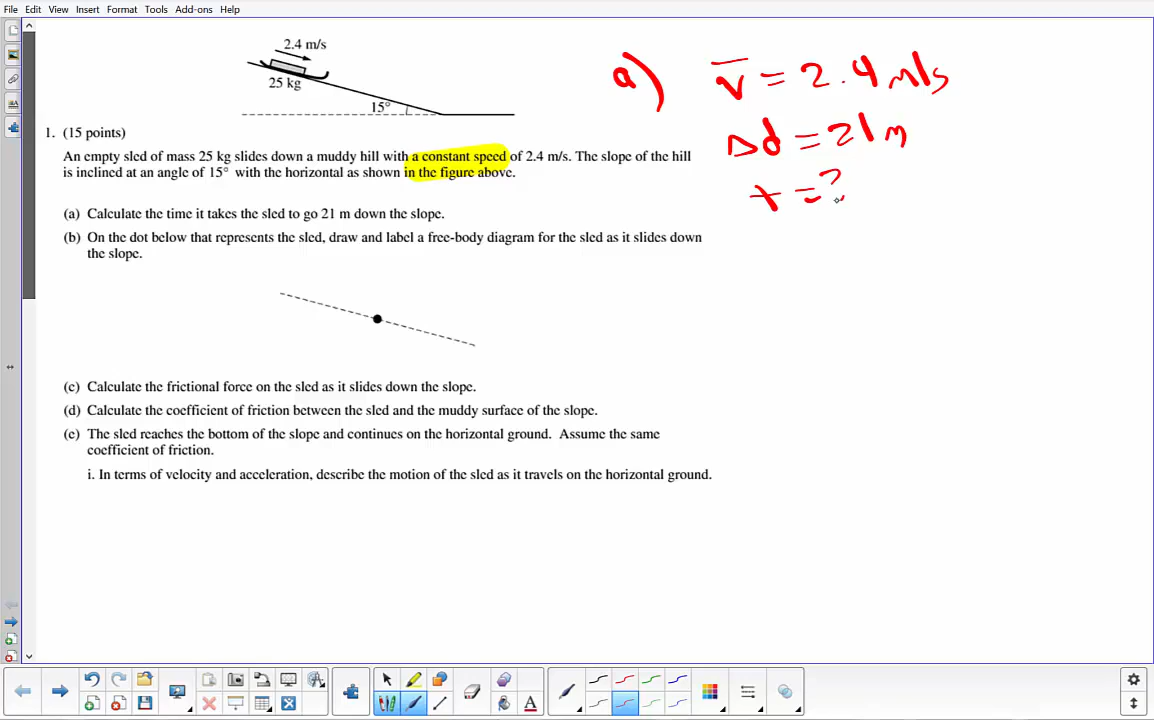 File Edit View Insert Format Tools Add-ons Help
2.4 m/s
25 kg
15°
1. (15 points)
An empty sled of mass 25 kg slides down a muddy hill with a constant speed of 2.4 m/s. The slope of the hill
is inclined at an angle of 15° with the horizontal as shown in the figure above.
(a) Calculate the time it takes the sled to go 21 m down the slope.
(b) On the dot below that represents the sled, draw and label a free-body diagram for the sled as it slides down
the slope.
(c) Calculate the frictional force on the sled as it slides down the slope.
(d) Calculate the coefficient of friction between the sled and the muddy surface of the slope.
(e) The sled reaches the bottom of the slope and continues on the horizontal ground. Assume the same
coefficient of friction.
i. In terms of velocity and acceleration, describe the motion of the sled as it travels on the horizontal ground.
a) v̅ = 2.4 m/s
Δd = 21 m
t = ?